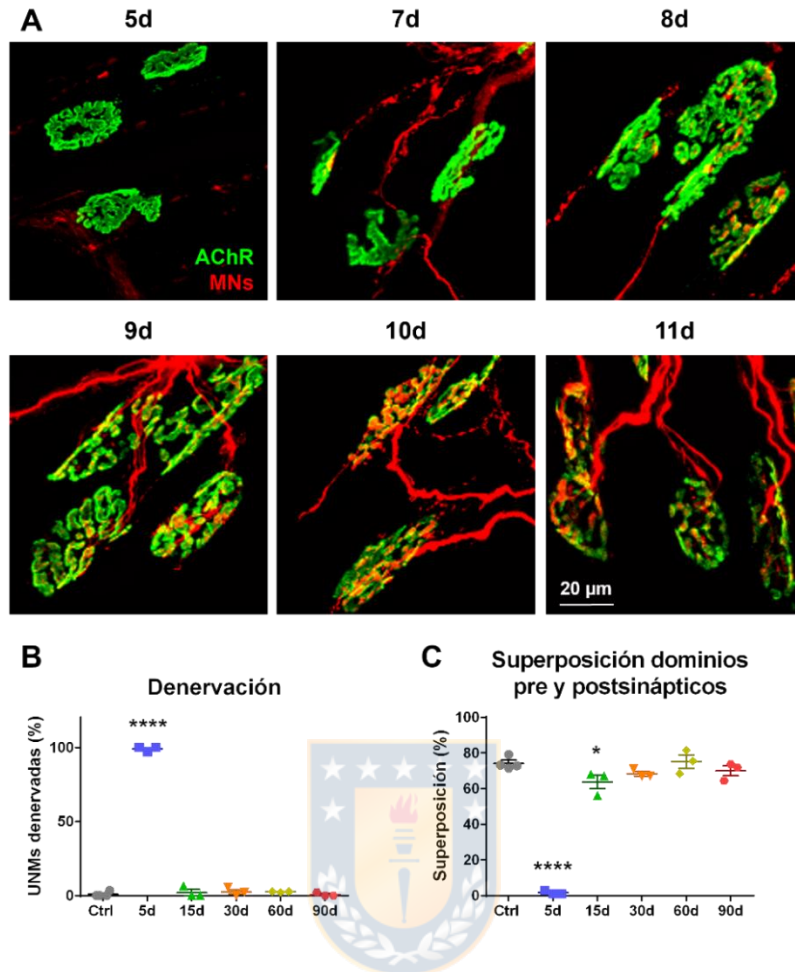 A
5d
7d
8d
AChR
MNs
9d
10d
11d
20 µm
B
Denervación
UNMs denervadas (%)
100
50
0
****
Ctrl 5d 15d 30d 60d 90d
C
Superposición dominios
pre y postsinápticos
Superposición (%)
100
80
60
40
20
0
*
****
Ctrl 5d 15d 30d 60d 90d